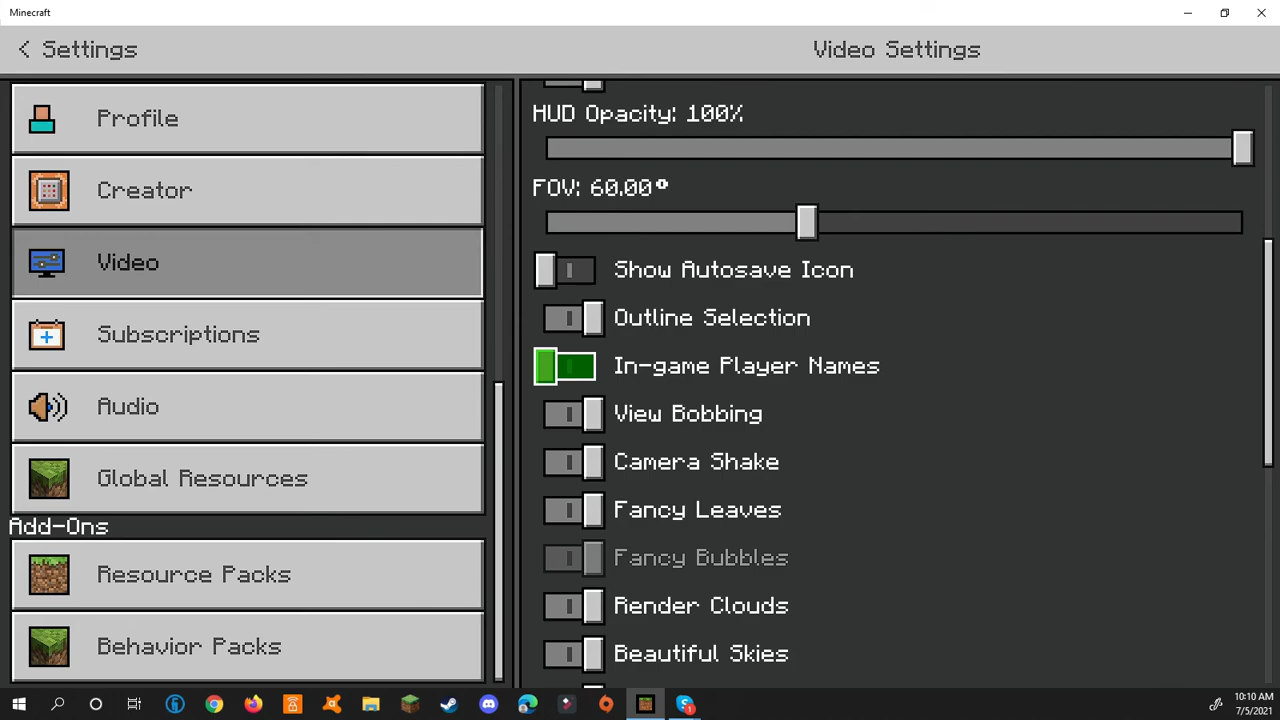 Minecraft
Settings
Video Settings
Profile
Creator
Video
Subscriptions
Audio
Global Resources
Add-Ons
Resource Packs
Behavior Packs
HUD Opacity: 100%
FOV: 60.00°
Show Autosave Icon
Outline Selection
In-game Player Names
View Bobbing
Camera Shake
Fancy Leaves
Fancy Bubbles
Render Clouds
Beautiful Skies
10:10 AM
7/5/2021